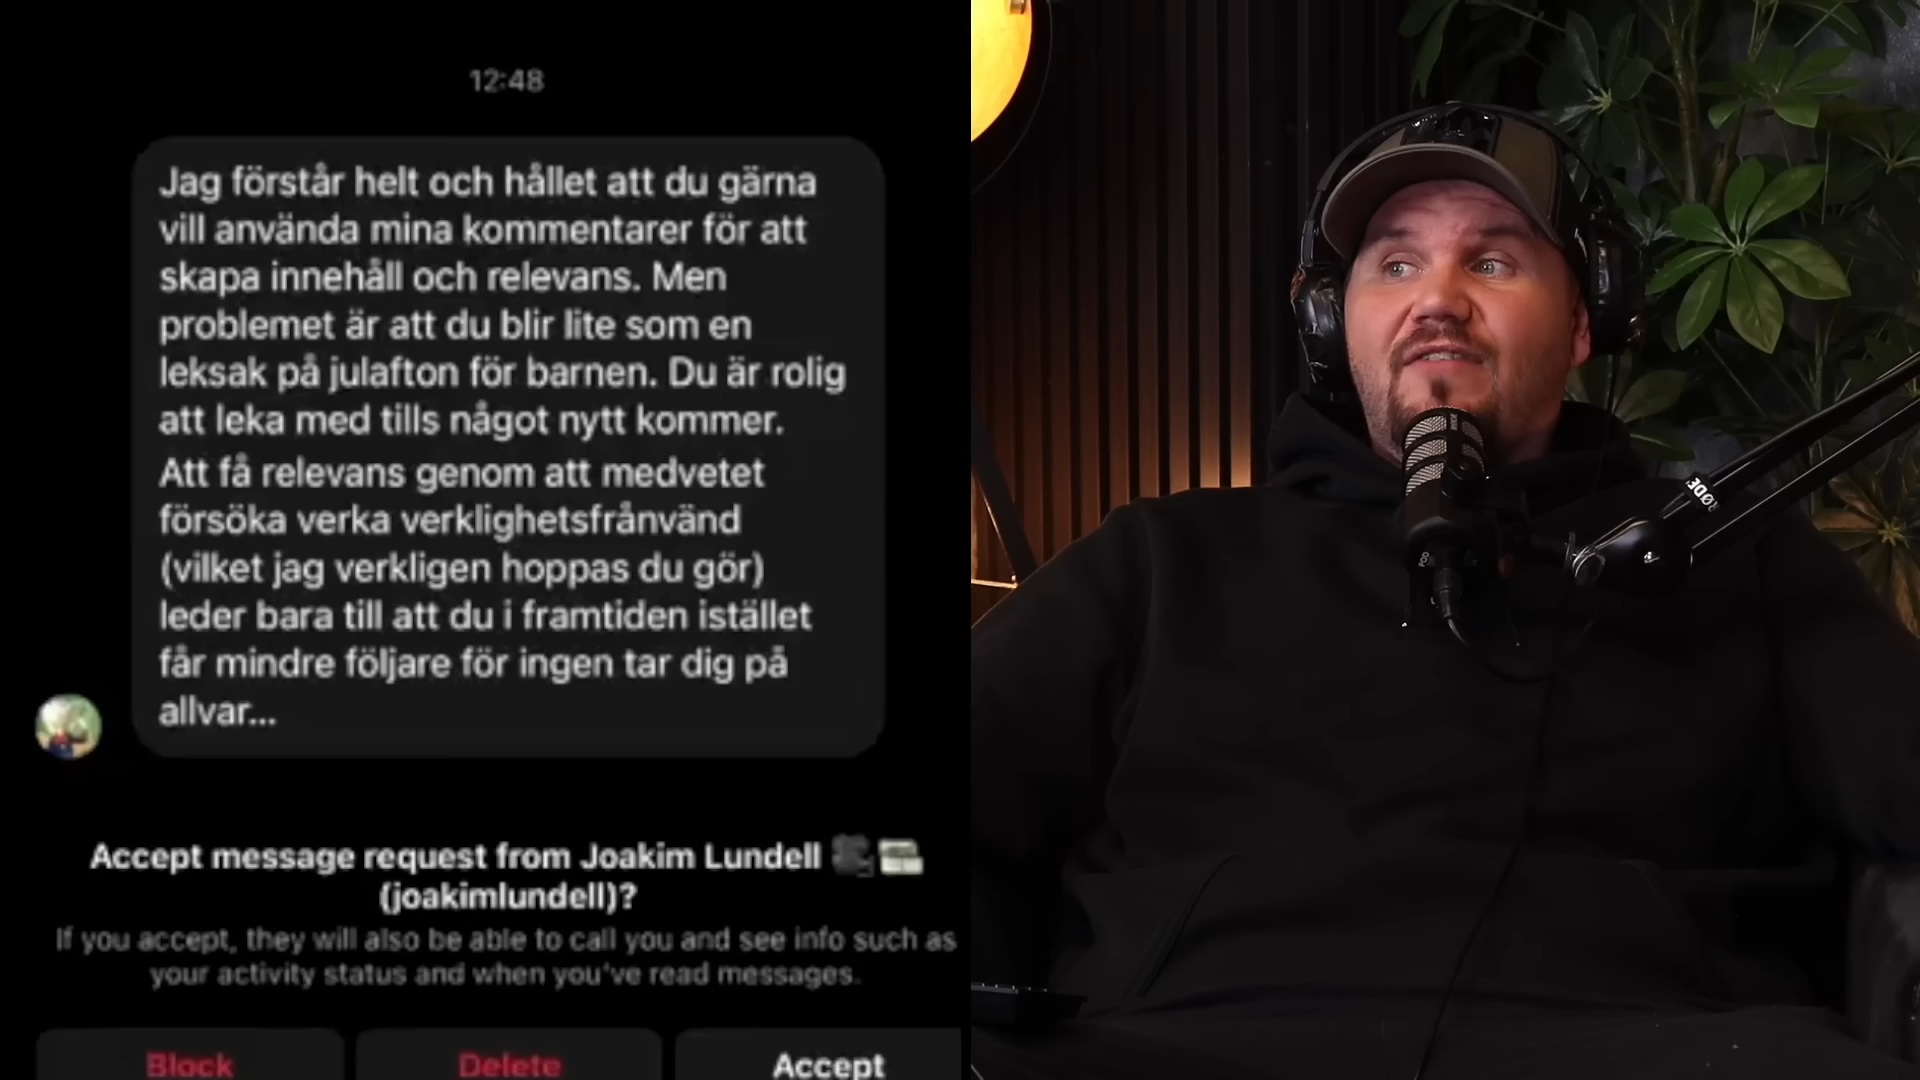 12:48
Jag förstår helt och hållet att du gärna
vill använda mina kommentarer för att
skapa innehåll och relevans. Men
problemet är att du blir lite som en
leksak på julafton för barnen. Du är rolig
att leka med tills något nytt kommer.
Att få relevans genom att medvetet
försöka verka verklighetsfrånvänd
(vilket jag verkligen hoppas du gör)
leder bara till att du i framtiden istället
får mindre följare för ingen tar dig på
allvar...
Accept message request from Joakim Lundell
(joakimlundell)?
If you accept, they will also be able to call you and see info such as
your activity status and when you've read messages.
Block
Delete
Accept
RØDE
POD